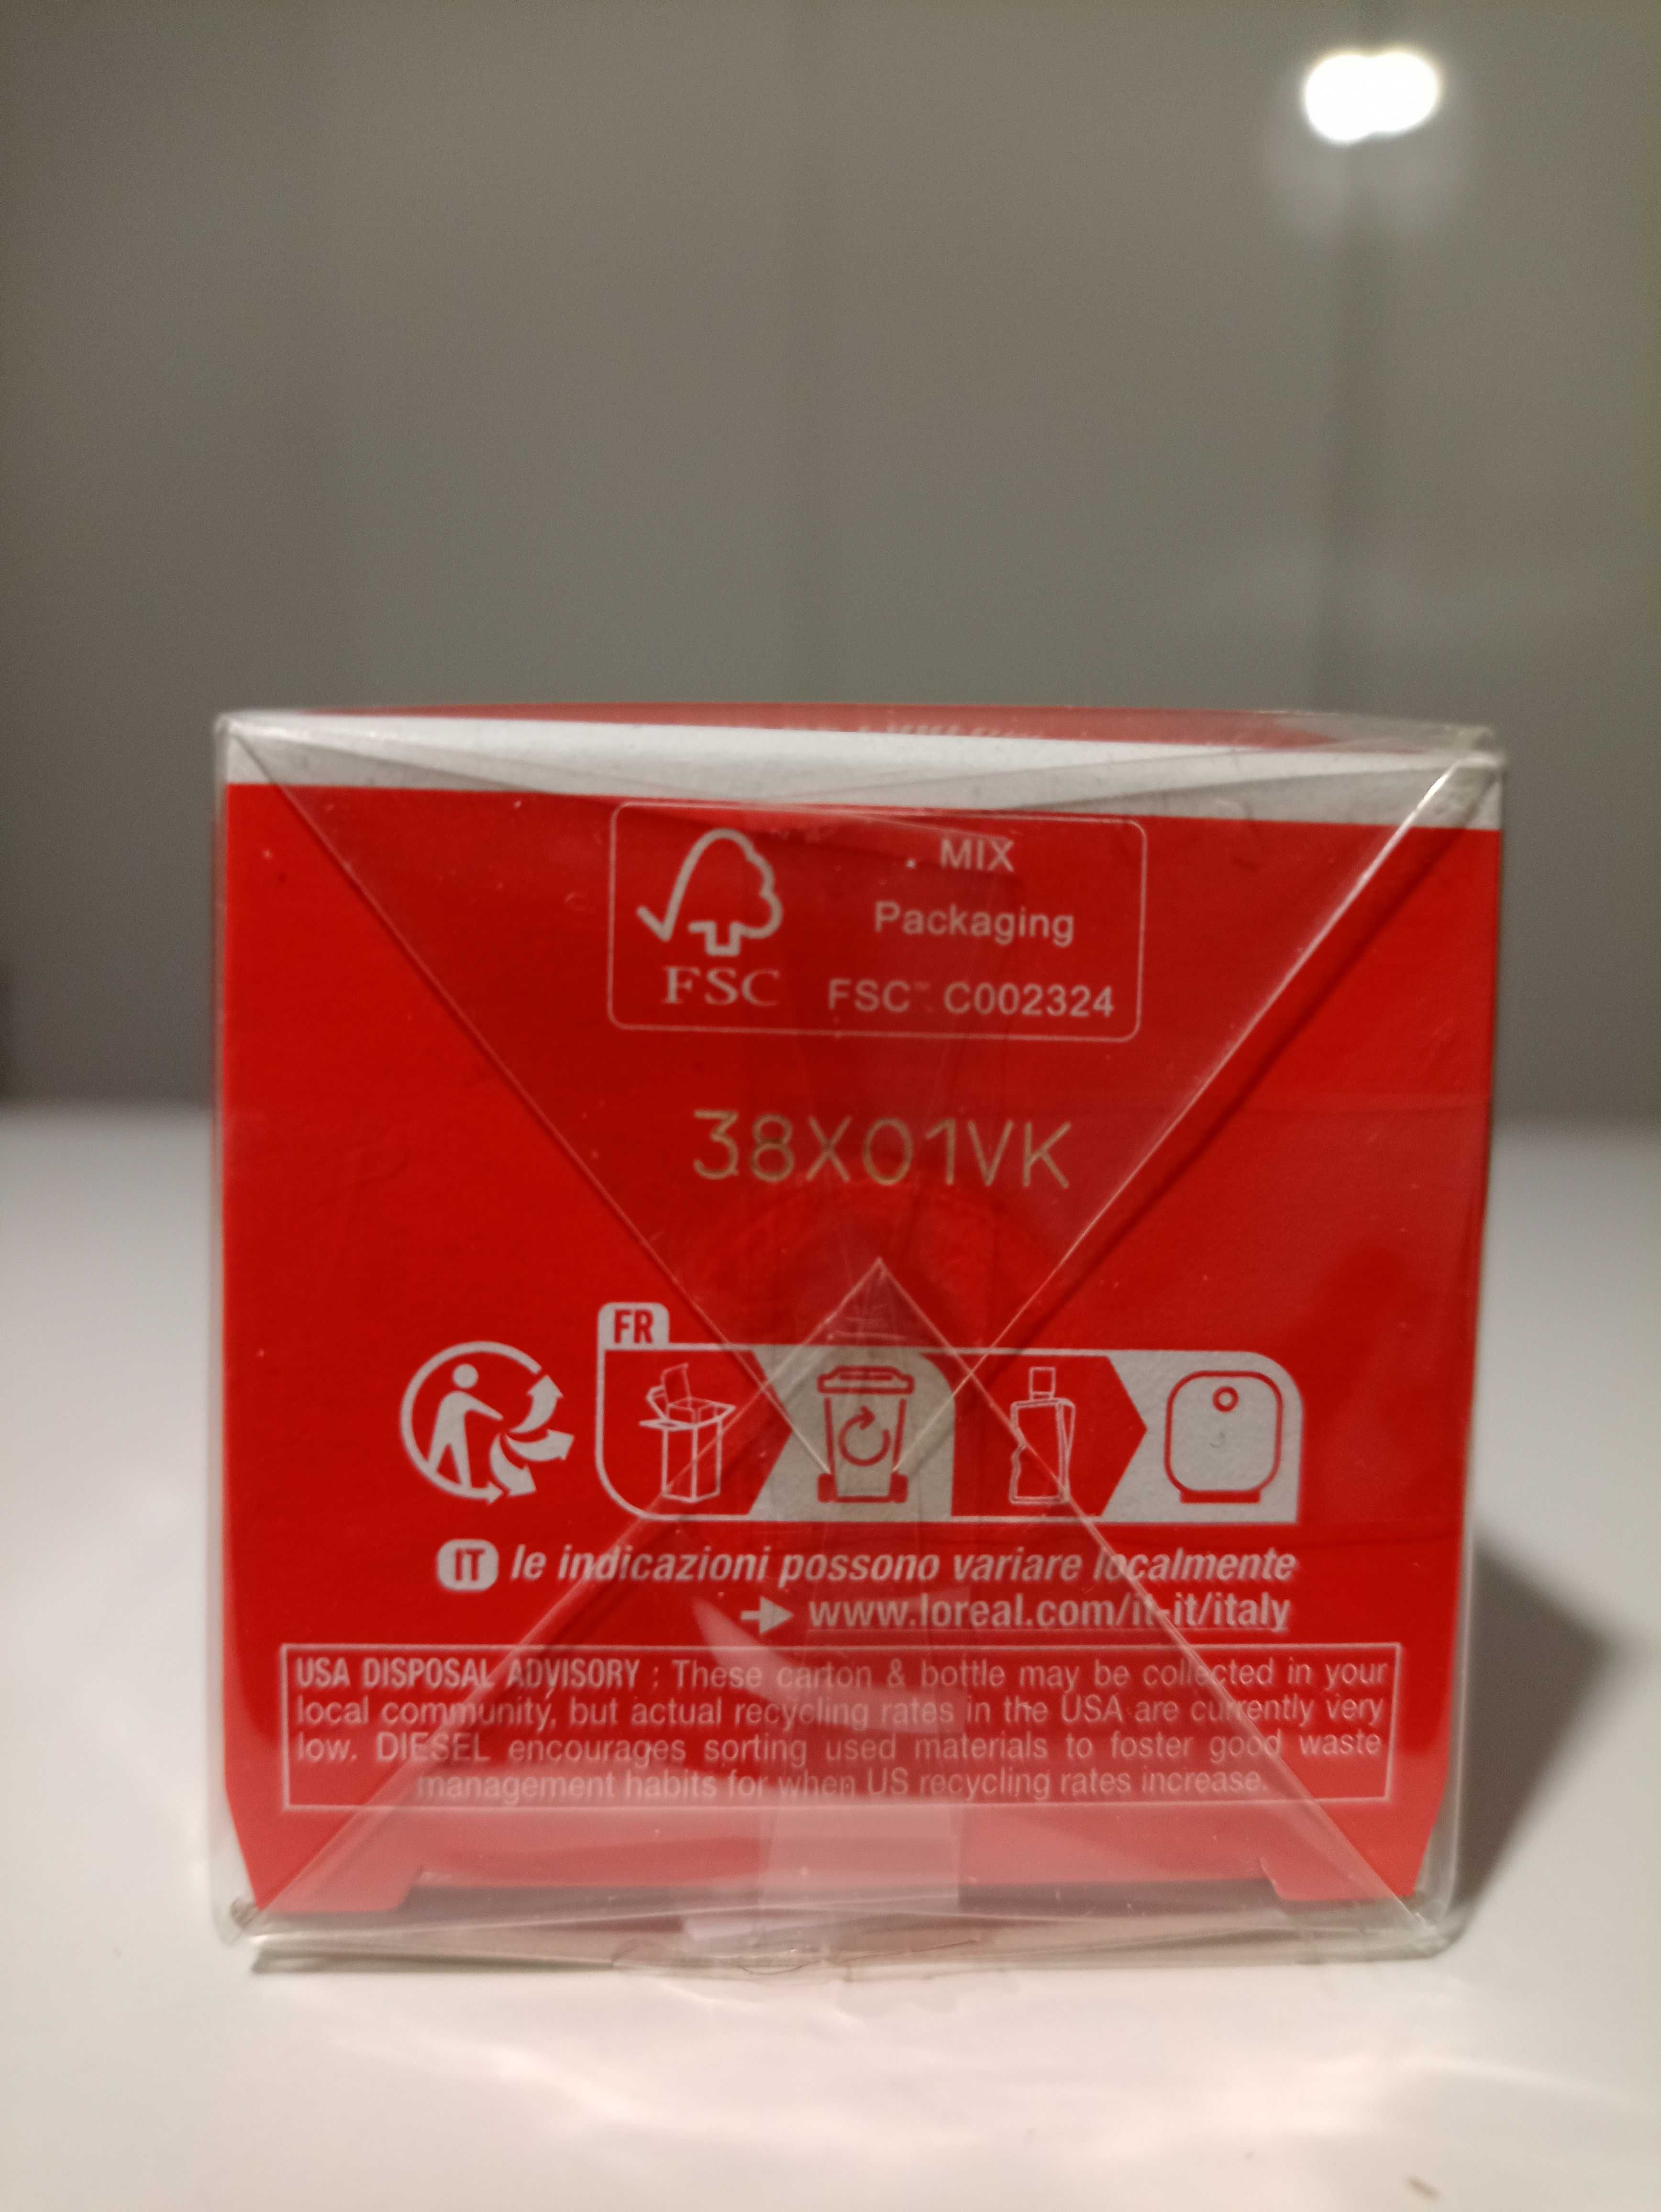 MIX
Packaging
FSC
FSC™ C002324
38X01VK
FR
IT le indicazioni possono variare localmente
www.loreal.com/it-it/italy
USA DISPOSAL ADVISORY : These carton & bottle may be collected in your
local community, but actual recycling rates in the USA are currently very
low. DIESEL encourages sorting used materials to foster good waste
management habits for when US recycling rates increase.